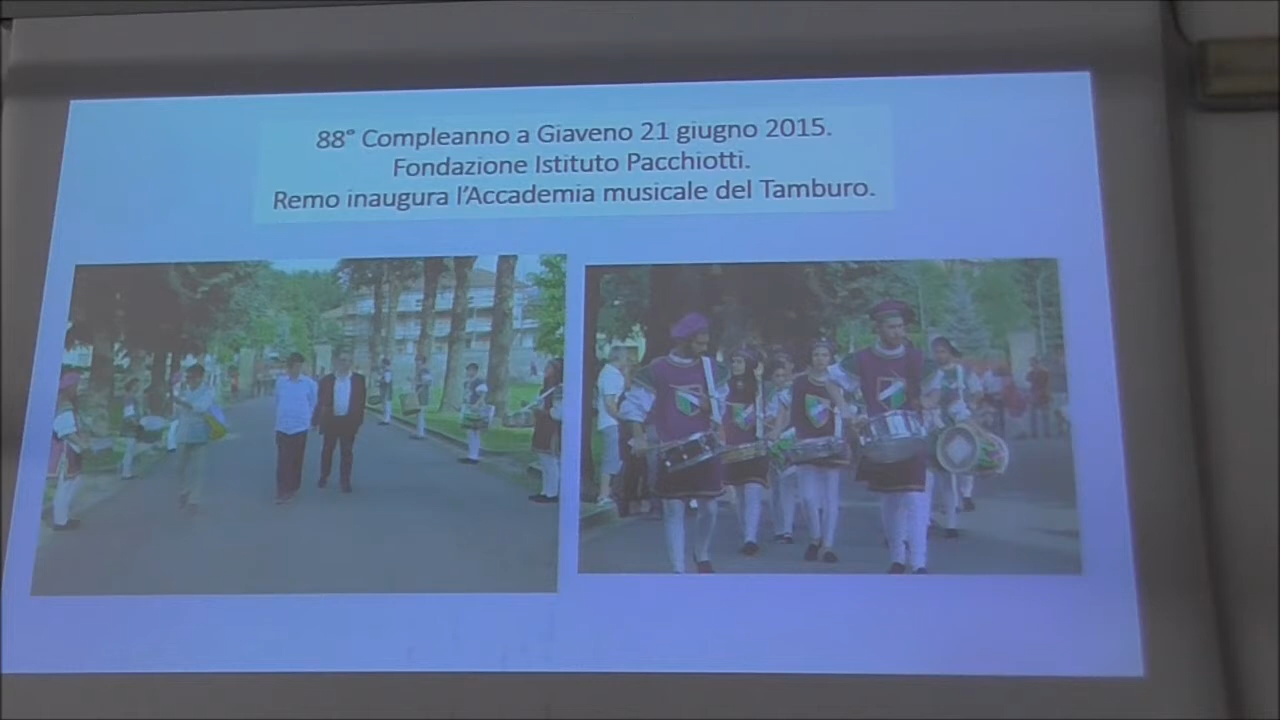 88° Compleanno a Giaveno 21 giugno 2015.
Fondazione Istituto Pacchiotti.
Remo inaugura l'Accademia musicale del Tamburo.